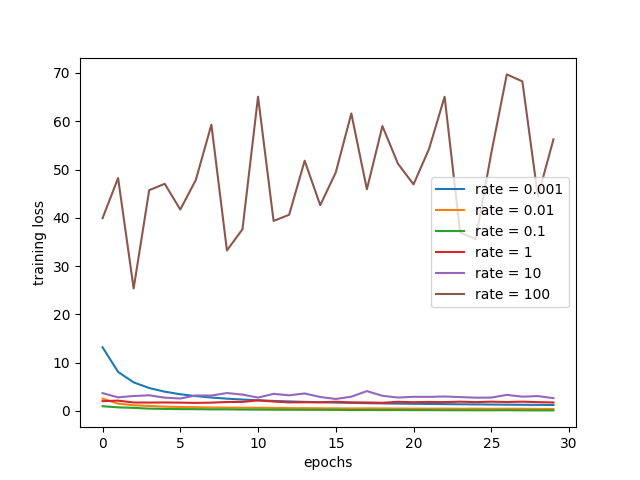 70
60
50
40
30
20
10
0
training loss
rate = 0.001
rate = 0.01
rate = 0.1
rate = 1
rate = 10
rate = 100
0 5 10 15 20 25 30
epochs